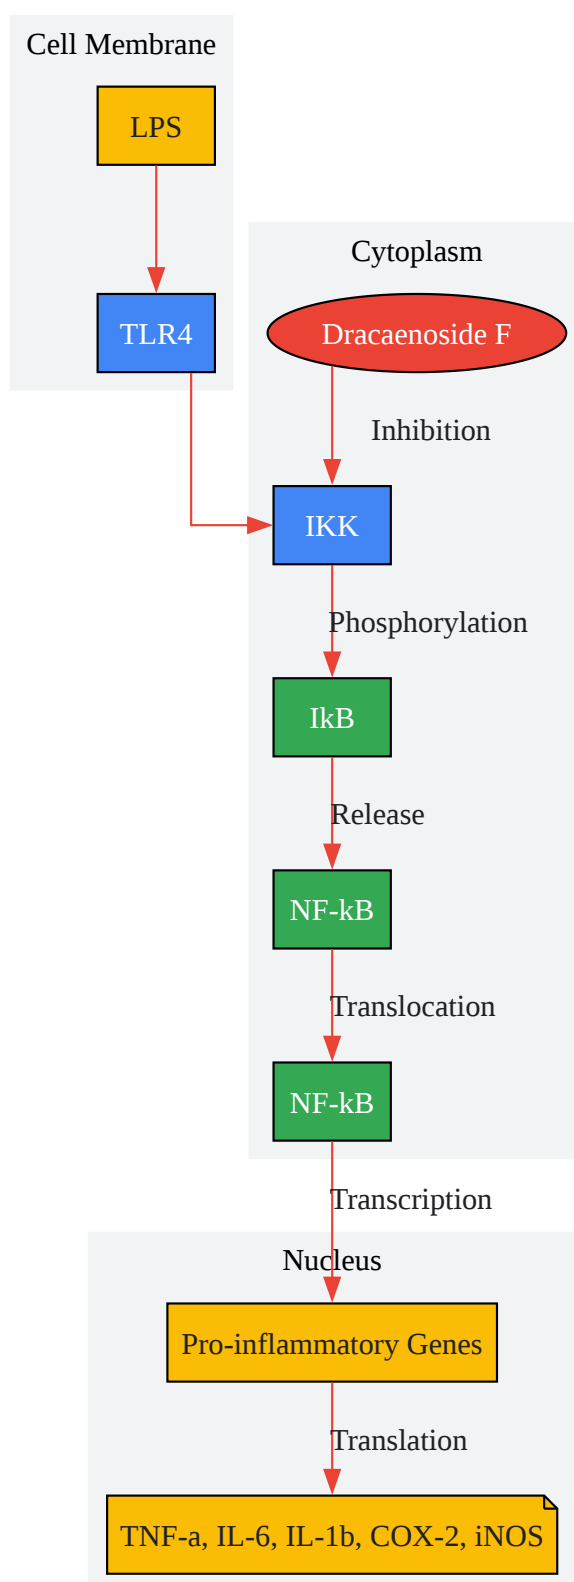 Cell Membrane
LPS
TLR4
Cytoplasm
Dracaenoside F
Inhibition
IKK
Phosphorylation
IkB
Release
NF-kB
Translocation
NF-kB
Transcription
Nucleus
Pro-inflammatory Genes
Translation
TNF-a, IL-6, IL-1b, COX-2, iNOS